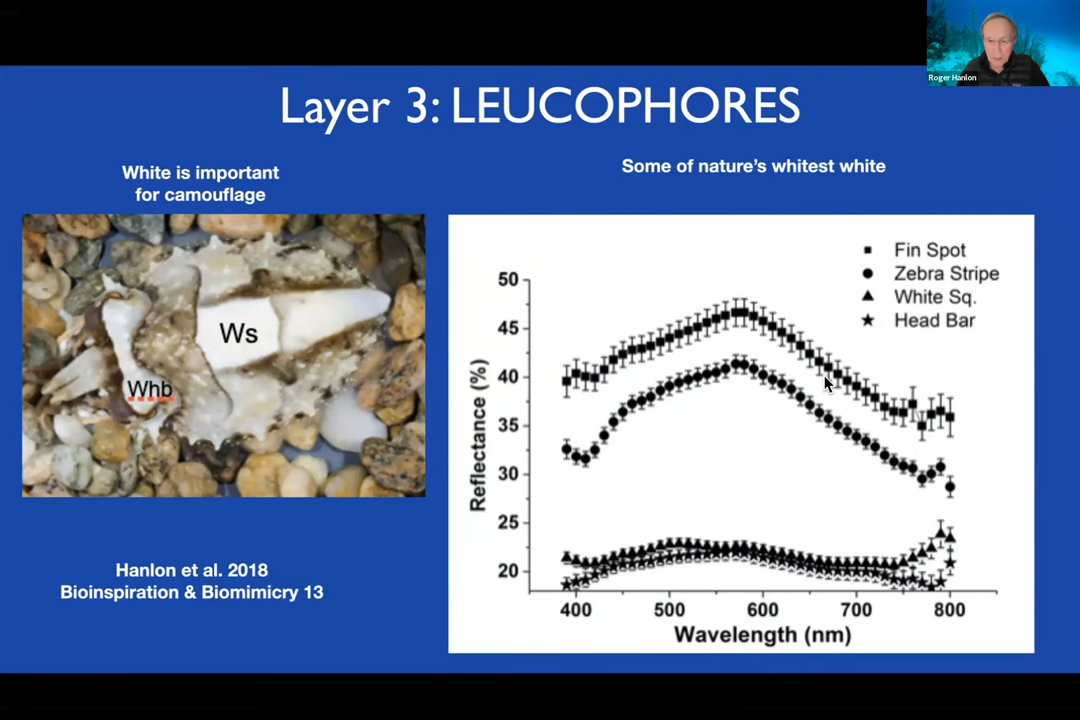 Roger Hanlon
Layer 3: LEUCOPHORES
White is important
for camouflage
Some of nature's whitest white
Ws
Whb
Hanlon et al. 2018
Bioinspiration & Biomimicry 13
Fin Spot
Zebra Stripe
White Sq.
Head Bar
50
45
40
35
30
25
20
Reflectance (%)
400 500 600 700 800
Wavelength (nm)